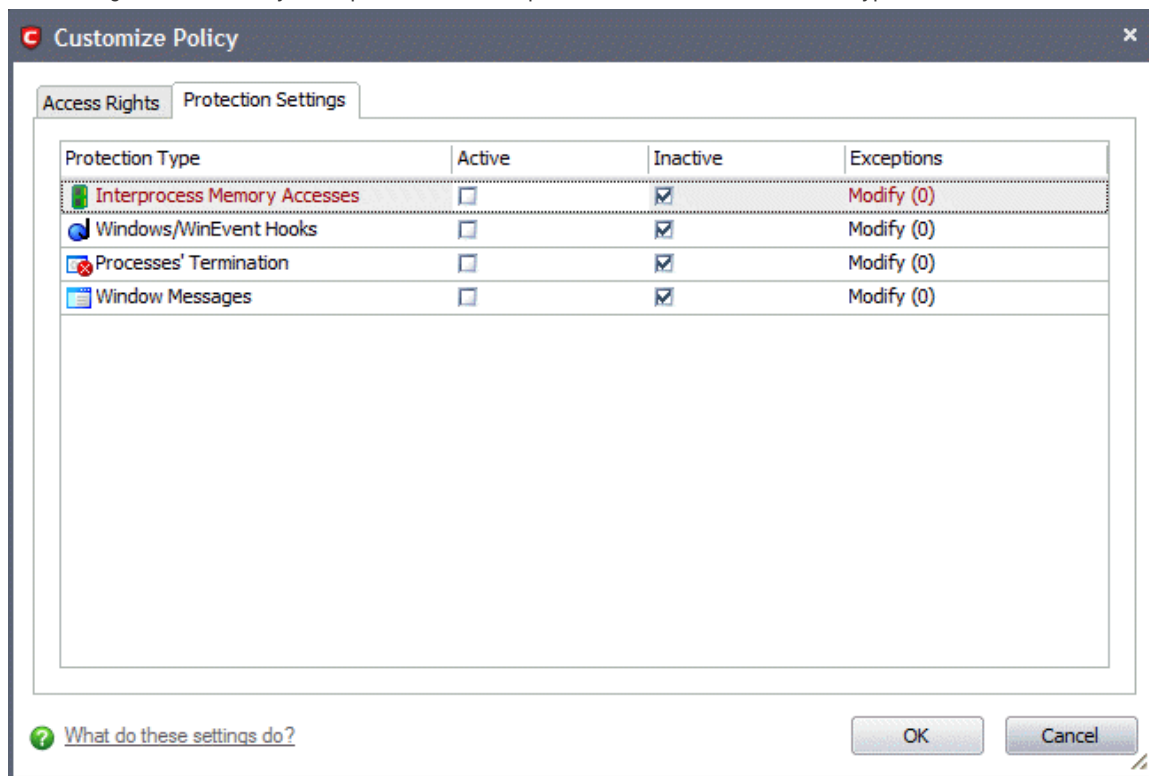 Customize Policy
Access Rights Protection Settings
Protection Type Active Inactive Exceptions
Interprocess Memory Accesses Modify (0)
Windows/WinEvent Hooks Modify (0)
Processes' Termination Modify (0)
Window Messages Modify (0)
What do these settings do? OK Cancel